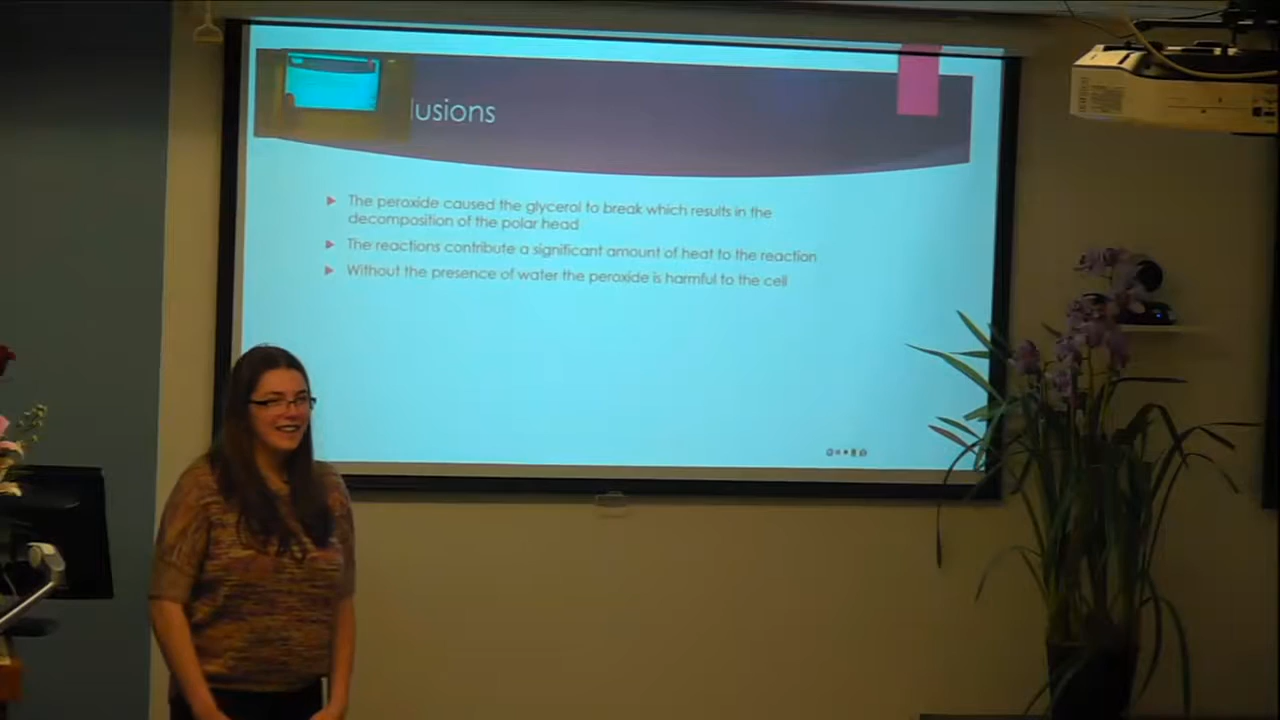 lusions
The peroxide caused the glycerol to break which results in the
decomposition of the polar head
The reactions contribute a significant amount of heat to the reaction
Without the presence of water the peroxide is harmful to the cell